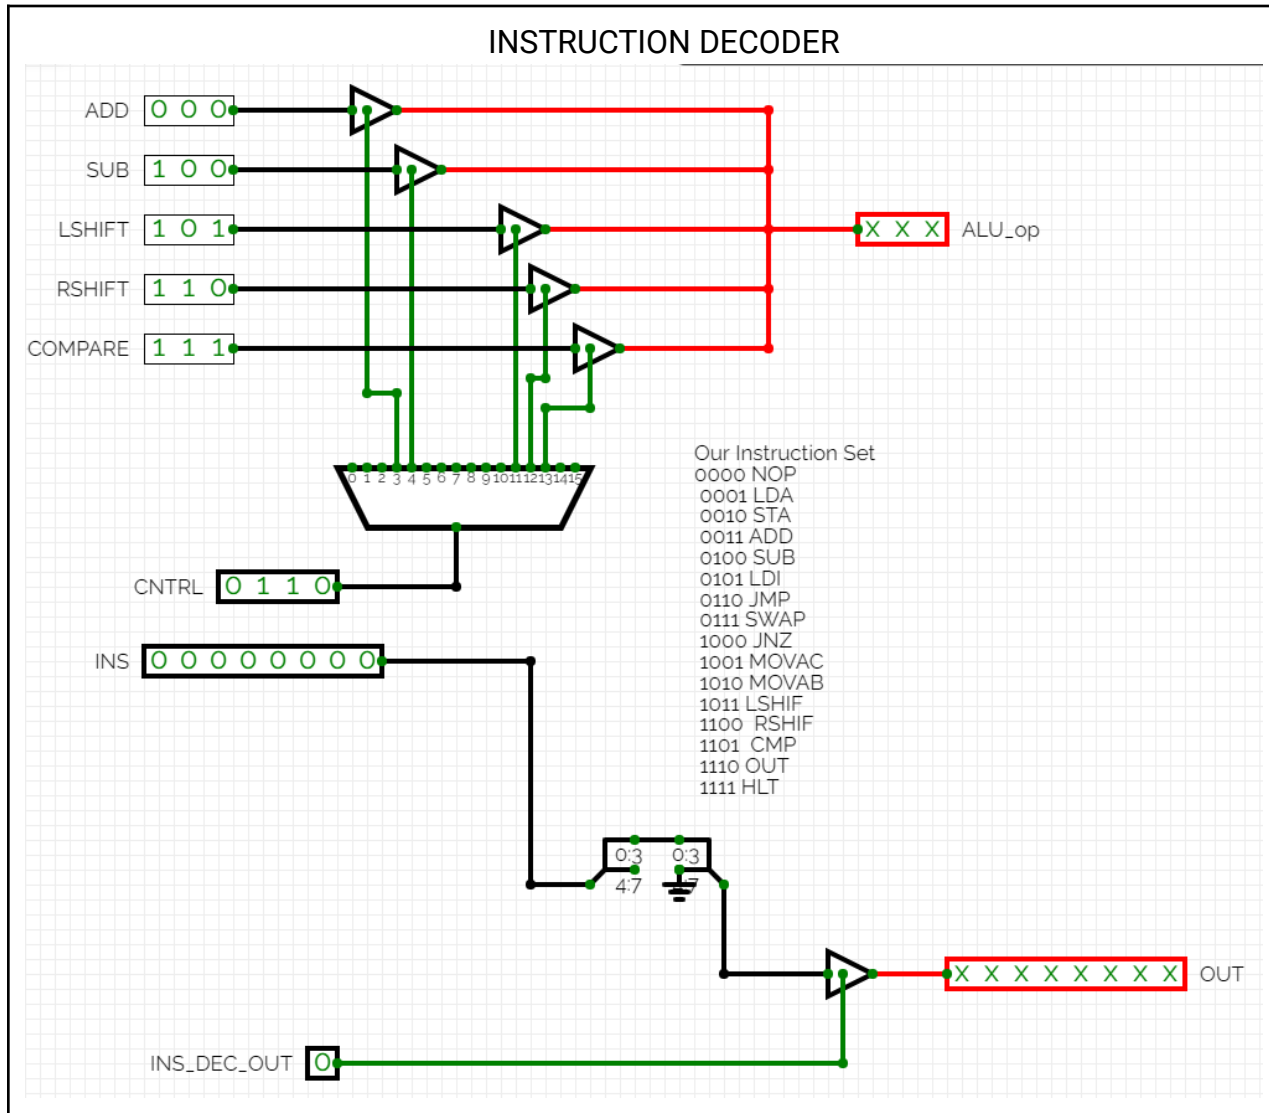 INSTRUCTION DECODER
ADD 0 0 0
SUB 1 0 0
LSHIFT 1 0 1
X X X ALU_op
RSHIFT 1 1 0
COMPARE 1 1 1
0 1 2 3 4 5 6 7 8 9 10 11 12 13 14 15
CNTRL 0 1 1 0
INS 0 0 0 0 0 0 0 0
Our Instruction Set
0000 NOP
0001 LDA
0010 STA
0011 ADD
0100 SUB
0101 LDI
0110 JMP
0111 SWAP
1000 JNZ
1001 MOVAC
1010 MOVAB
1011 LSHIF
1100 RSHIF
1101 CMP
1110 OUT
1111 HLT
0:3 0:3
4:7
X X X X X X X X OUT
INS_DEC_OUT 0